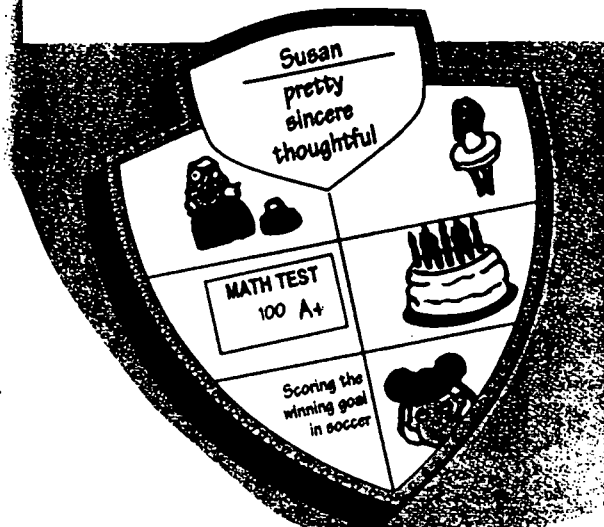 Susan
pretty
sincere
thoughtful
MATH TEST
100 A+
Scoring the
winning goal
in soccer